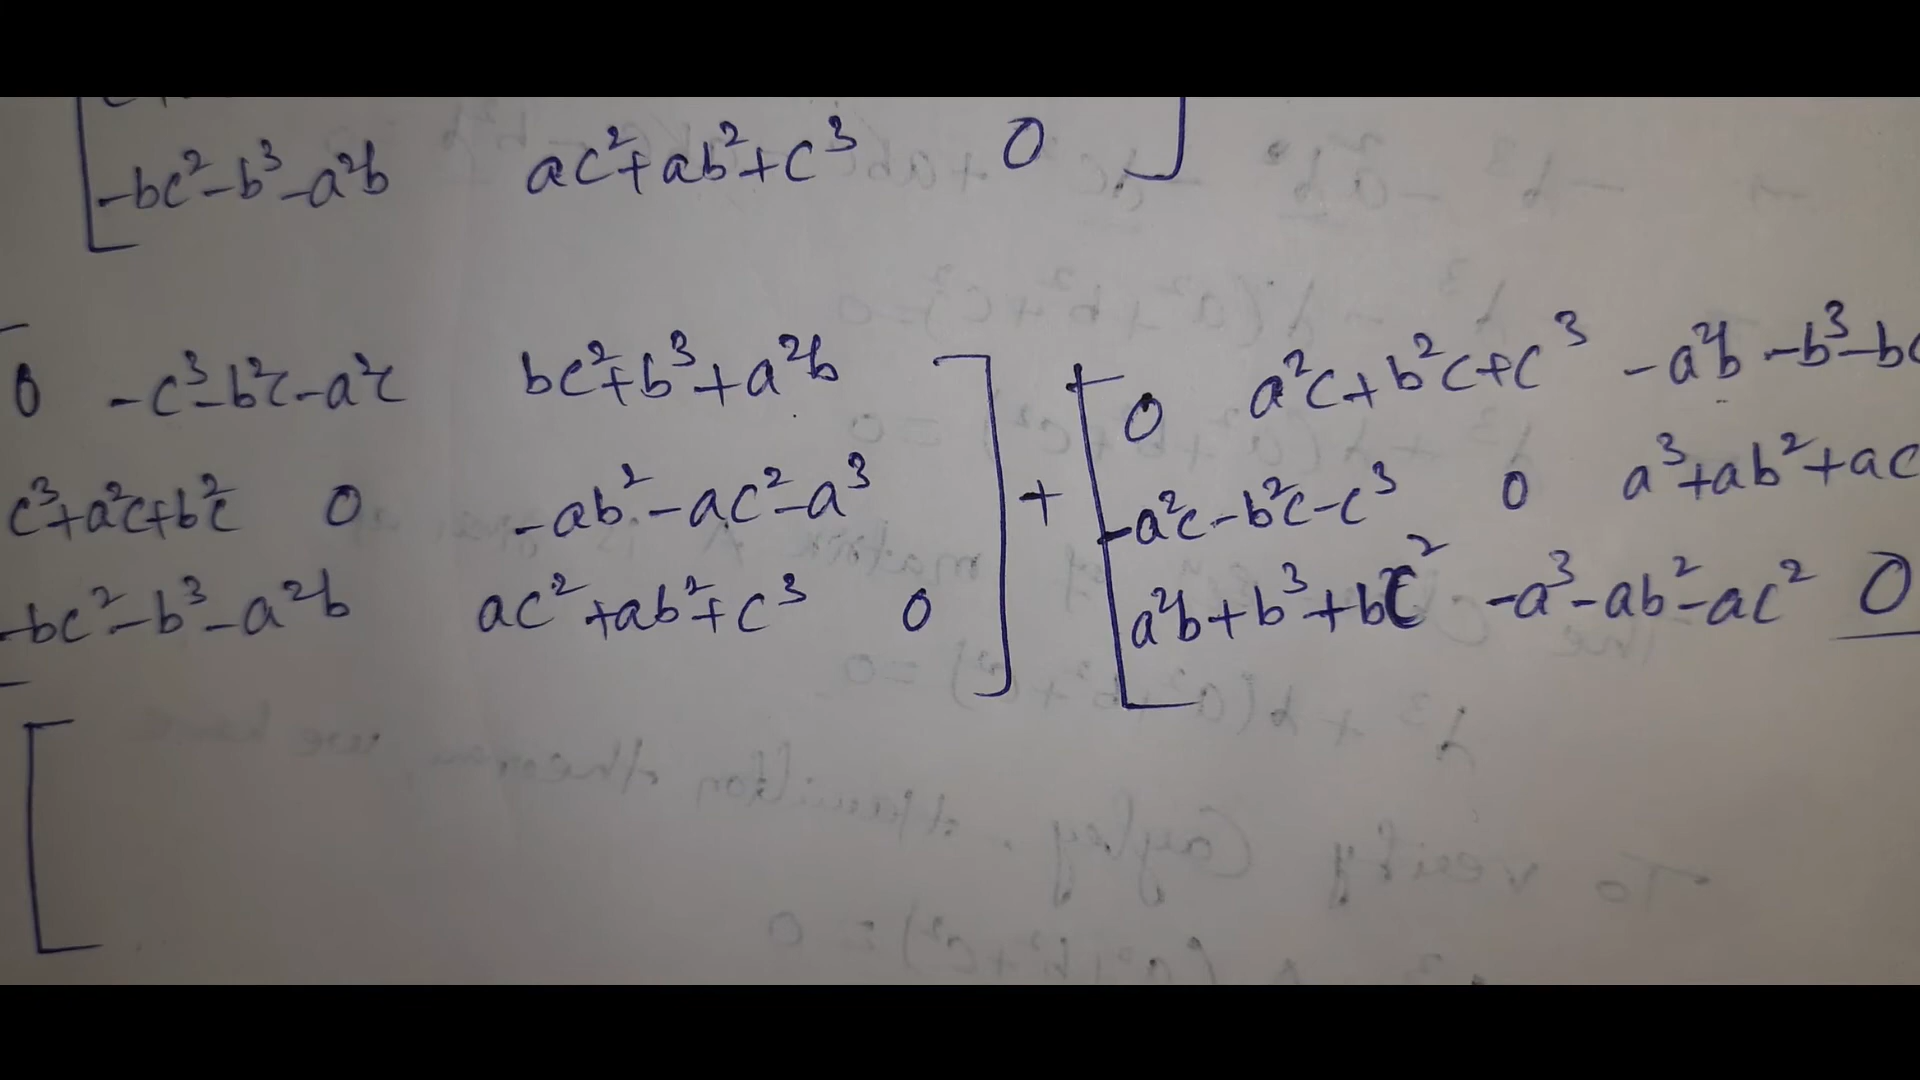 -bc²-b³-a²b ac²+ab²+c³ 0
0 -c³-b²c-a²c bc²+b³+a²b + 0 a²c+b²c+c³ -a²b-b³-bc
c³+a²c+b²c 0 -ab²-ac²-a³ -a²c-b²c-c³ 0 a³+ab²+ac
-bc²-b³-a²b ac²+ab²+c³ 0 a²b+b³+bc² -a³-ab²-ac² 0